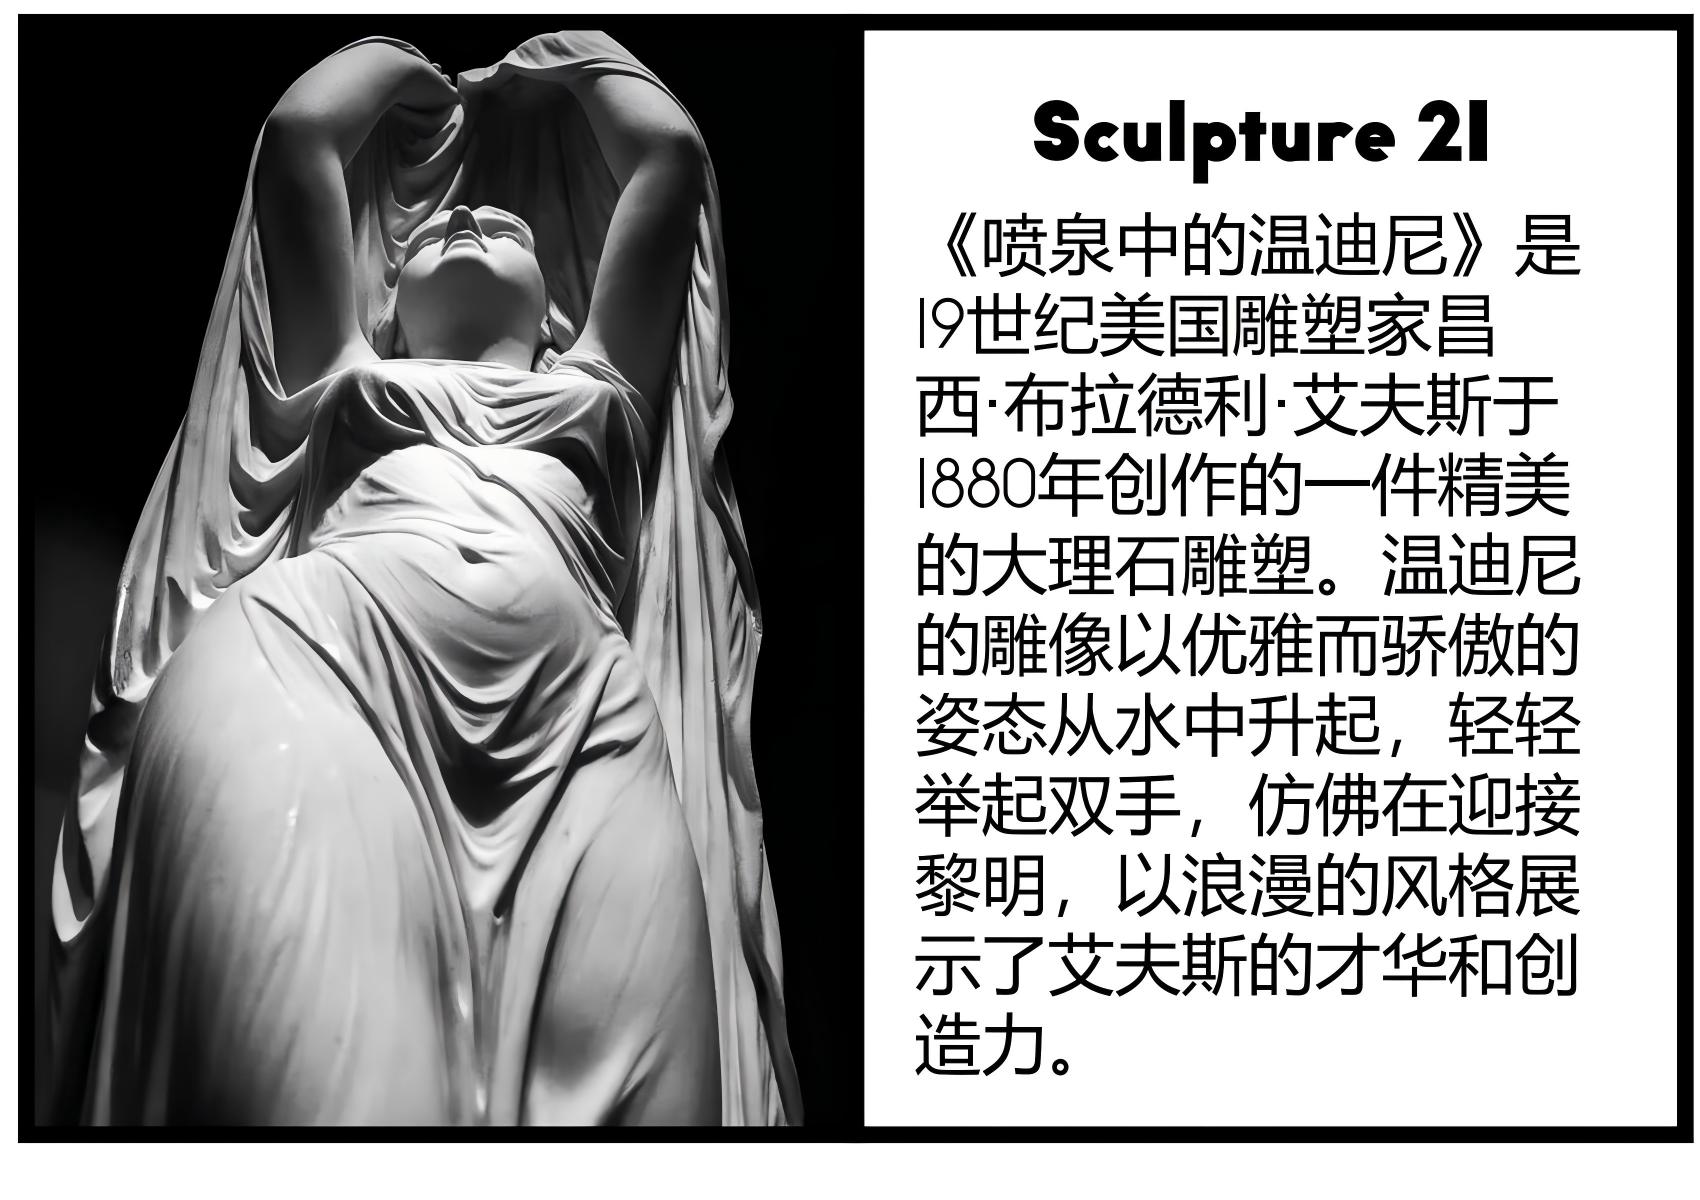 Sculpture 21
《喷泉中的温迪尼》是
19世纪美国雕塑家昌
西·布拉德利·艾夫斯于
1880年创作的一件精美
的大理石雕塑。温迪尼
的雕像以优雅而骄傲的
姿态从水中升起，轻轻
举起双手，仿佛在迎接
黎明，以浪漫的风格展
示了艾夫斯的才华和创
造力。